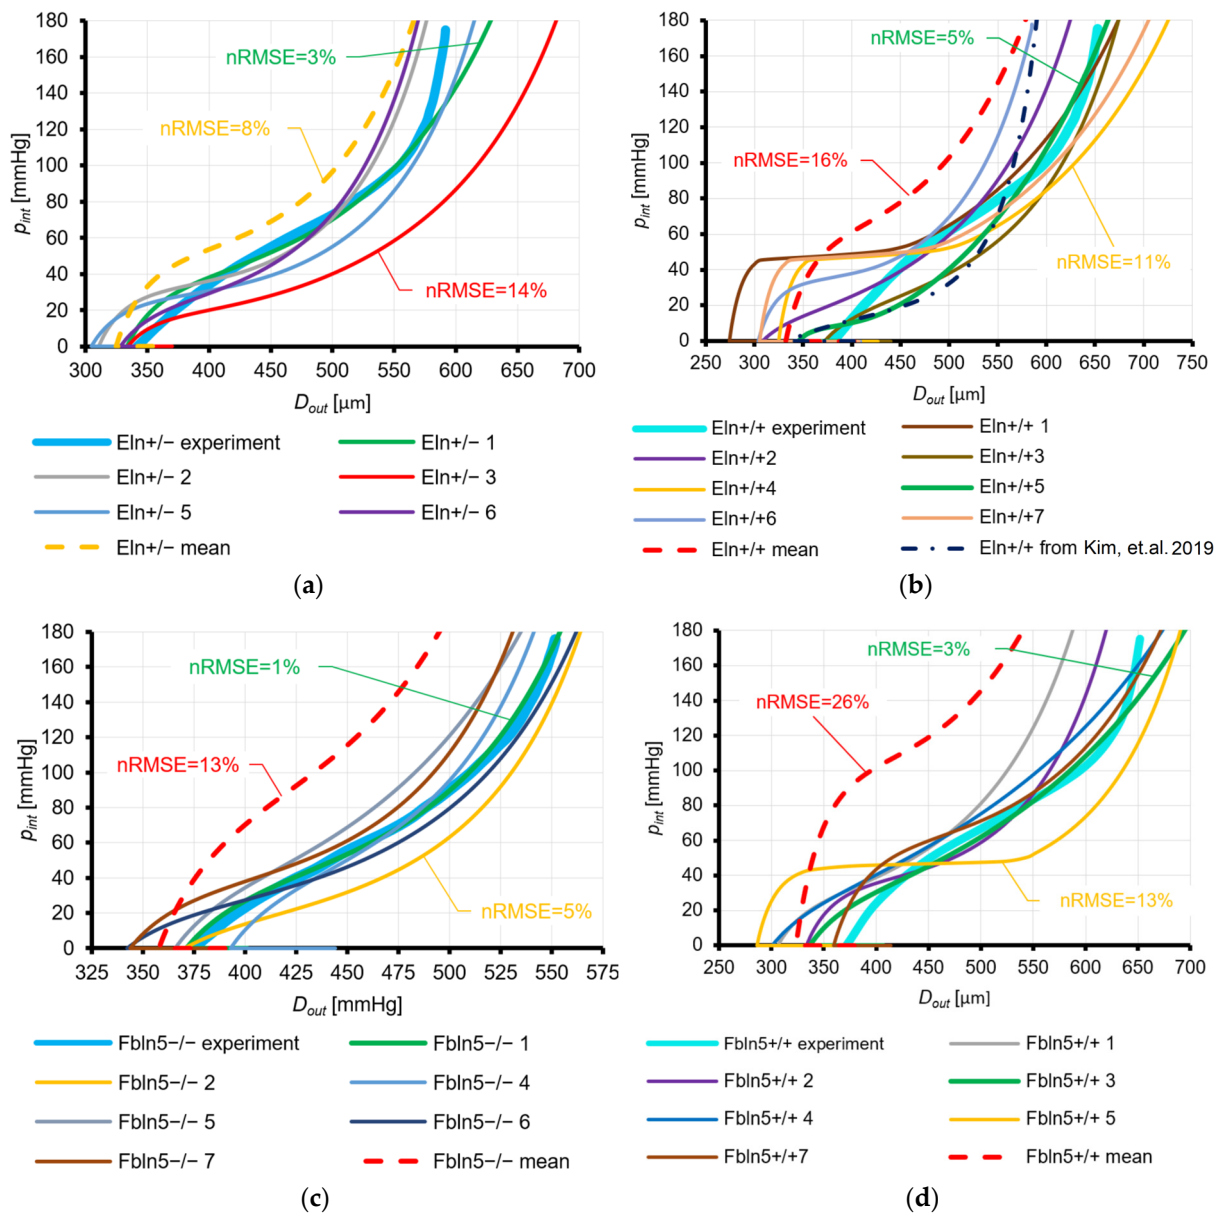 180
160
140
120
100
80
60
40
20
0
p_int [mmHg]
nRMSE=3%
nRMSE=8%
nRMSE=14%
300 350 400 450 500 550 600 650 700
D_out [µm]
Eln+/− experiment
Eln+/− 1
Eln+/− 2
Eln+/− 3
Eln+/− 5
Eln+/− 6
Eln+/− mean
(a)
180
160
140
120
100
80
60
40
20
0
p_int [mmHg]
nRMSE=5%
nRMSE=16%
nRMSE=11%
250 300 350 400 450 500 550 600 650 700 750
D_out [µm]
Eln+/+ experiment
Eln+/+ 1
Eln+/+2
Eln+/+3
Eln+/+4
Eln+/+5
Eln+/+6
Eln+/+7
Eln+/+ mean
Eln+/+ from Kim, et.al. 2019
(b)
180
160
140
120
100
80
60
40
20
0
p_int [mmHg]
nRMSE=1%
nRMSE=13%
nRMSE=5%
325 350 375 400 425 450 475 500 525 550 575
D_out [mmHg]
Fbln5−/− experiment
Fbln5−/− 1
Fbln5−/− 2
Fbln5−/− 4
Fbln5−/− 5
Fbln5−/− 6
Fbln5−/− 7
Fbln5−/− mean
(c)
180
160
140
120
100
80
60
40
20
0
p_int [mmHg]
nRMSE=3%
nRMSE=26%
nRMSE=13%
250 300 350 400 450 500 550 600 650 700
D_out [µm]
Fbln5+/+ experiment
Fbln5+/+ 1
Fbln5+/+ 2
Fbln5+/+ 3
Fbln5+/+ 4
Fbln5+/+ 5
Fbln5+/+7
Fbln5+/+ mean
(d)